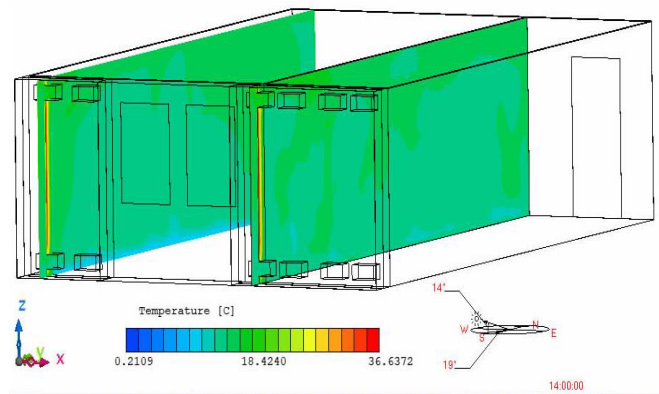 14°
Z
Y
X
Temperature [C]
0.2109 18.4240 36.6372
W S N E
19°
14:00:00